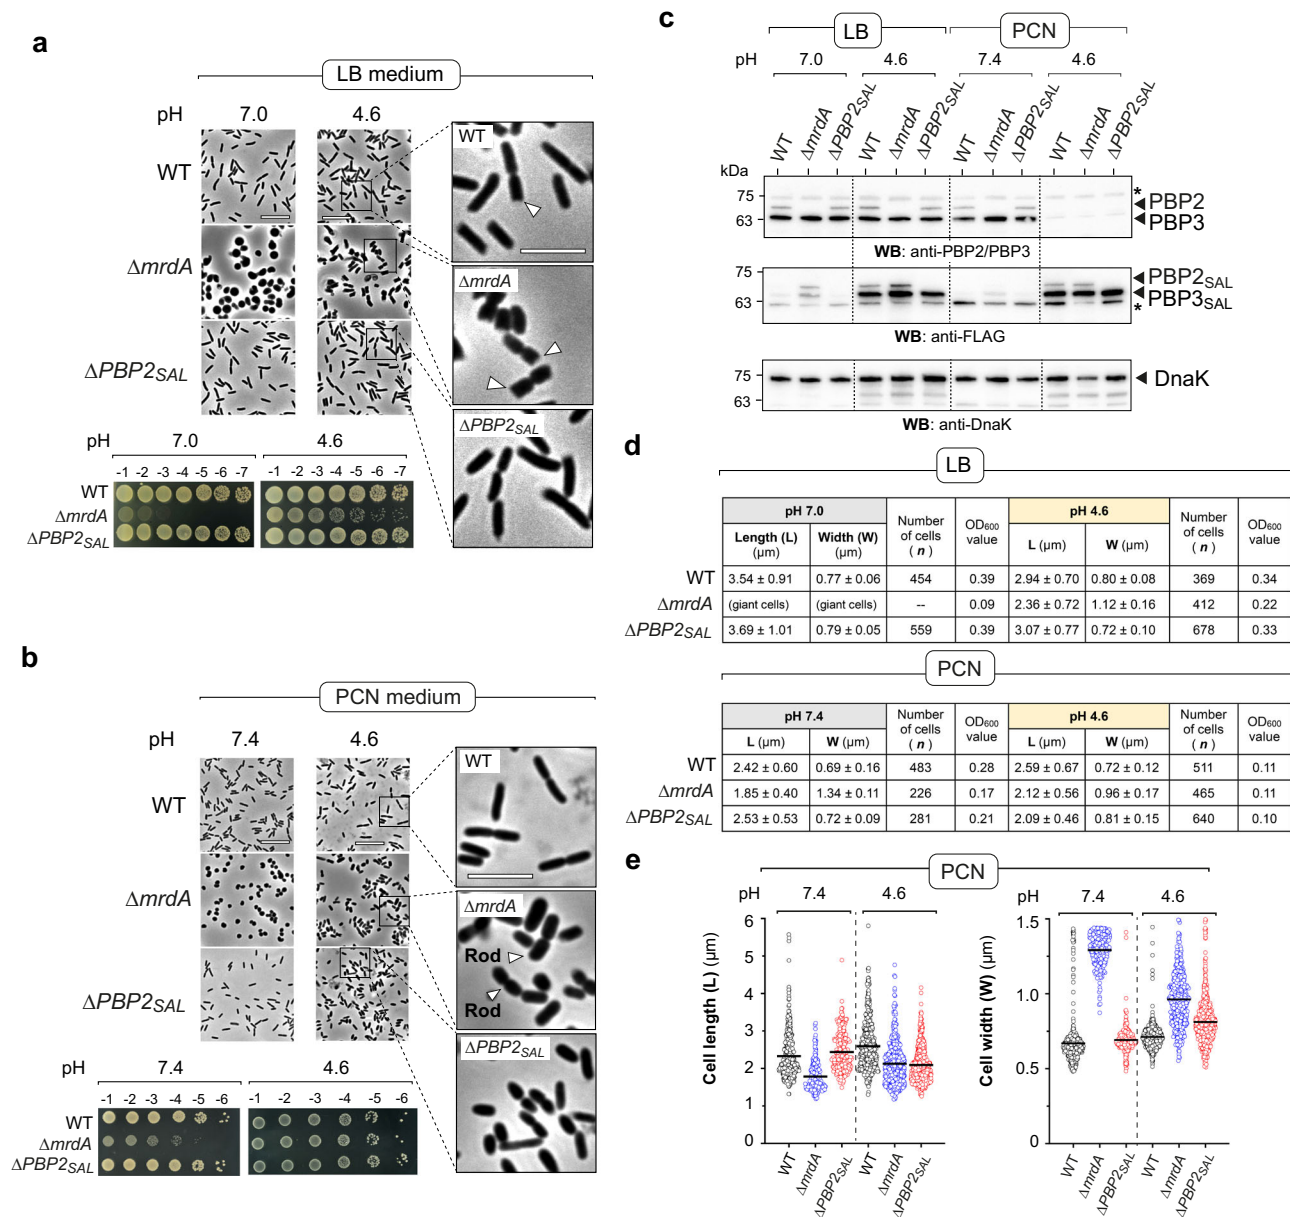 a
LB medium
pH 7.0 4.6
WT
ΔmrdA
ΔPBP2SAL
WT
ΔmrdA
ΔPBP2SAL
pH 7.0 4.6
-1 -2 -3 -4 -5 -6 -7 -1 -2 -3 -4 -5 -6 -7
WT
ΔmrdA
ΔPBP2SAL
b
PCN medium
pH 7.4 4.6
WT
ΔmrdA
ΔPBP2SAL
WT
ΔmrdA
Rod
Rod
ΔPBP2SAL
pH 7.4 4.6
-1 -2 -3 -4 -5 -6 -1 -2 -3 -4 -5 -6
WT
ΔmrdA
ΔPBP2SAL
c
LB PCN
pH 7.0 4.6 7.4 4.6
WT ΔmrdA ΔPBP2SAL WT ΔmrdA ΔPBP2SAL WT ΔmrdA ΔPBP2SAL WT ΔmrdA ΔPBP2SAL
kDa
75 * PBP2
63 PBP3
WB: anti-PBP2/PBP3
75 PBP2SAL
63 PBP3SAL
*
WB: anti-FLAG
75 DnaK
63
WB: anti-DnaK
d
LB
pH 7.0 Number of cells (n) OD600 value pH 4.6 Number of cells (n) OD600 value
Length (L) (µm) Width (W) (µm) L (µm) W (µm)
WT 3.54 ± 0.91 0.77 ± 0.06 454 0.39 2.94 ± 0.70 0.80 ± 0.08 369 0.34
ΔmrdA (giant cells) (giant cells) -- 0.09 2.36 ± 0.72 1.12 ± 0.16 412 0.22
ΔPBP2SAL 3.69 ± 1.01 0.79 ± 0.05 559 0.39 3.07 ± 0.77 0.72 ± 0.10 678 0.33
PCN
pH 7.4 Number of cells (n) OD600 value pH 4.6 Number of cells (n) OD600 value
L (µm) W (µm) L (µm) W (µm)
WT 2.42 ± 0.60 0.69 ± 0.16 483 0.28 2.59 ± 0.67 0.72 ± 0.12 511 0.11
ΔmrdA 1.85 ± 0.40 1.34 ± 0.11 226 0.17 2.12 ± 0.56 0.96 ± 0.17 465 0.11
ΔPBP2SAL 2.53 ± 0.53 0.72 ± 0.09 281 0.21 2.09 ± 0.46 0.81 ± 0.15 640 0.10
e
PCN
pH 7.4 4.6
Cell length (L) (µm)
6
5
4
3
2
1
0
WT ΔmrdA ΔPBP2SAL WT ΔmrdA ΔPBP2SAL
pH 7.4 4.6
Cell width (W) (µm)
1.5
1.0
0.5
0
WT ΔmrdA ΔPBP2SAL WT ΔmrdA ΔPBP2SAL